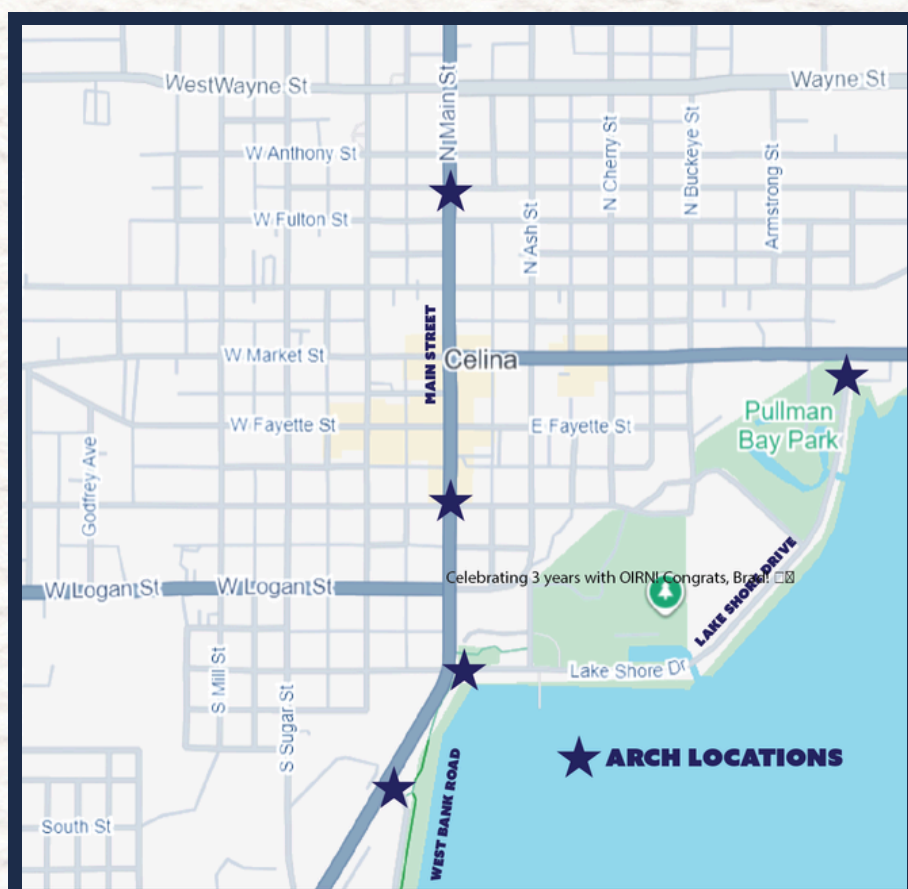 WestWayne St
Wayne St
N Main St
W Anthony St
N Cherry St
N Buckeye St
Armstrong St
W Fulton St
N Ash St
MAIN STREET
W Market St
Celina
Pullman
Bay Park
W Fayette St
E Fayette St
Godfrey Ave
Celebrating 3 years with OIRN! Congrats, Brad!
LAKE SHORE DRIVE
W Logan St
W Logan St
S Mill St
Lake Shore Dr
S Sugar St
ARCH LOCATIONS
WEST BANK ROAD
South St